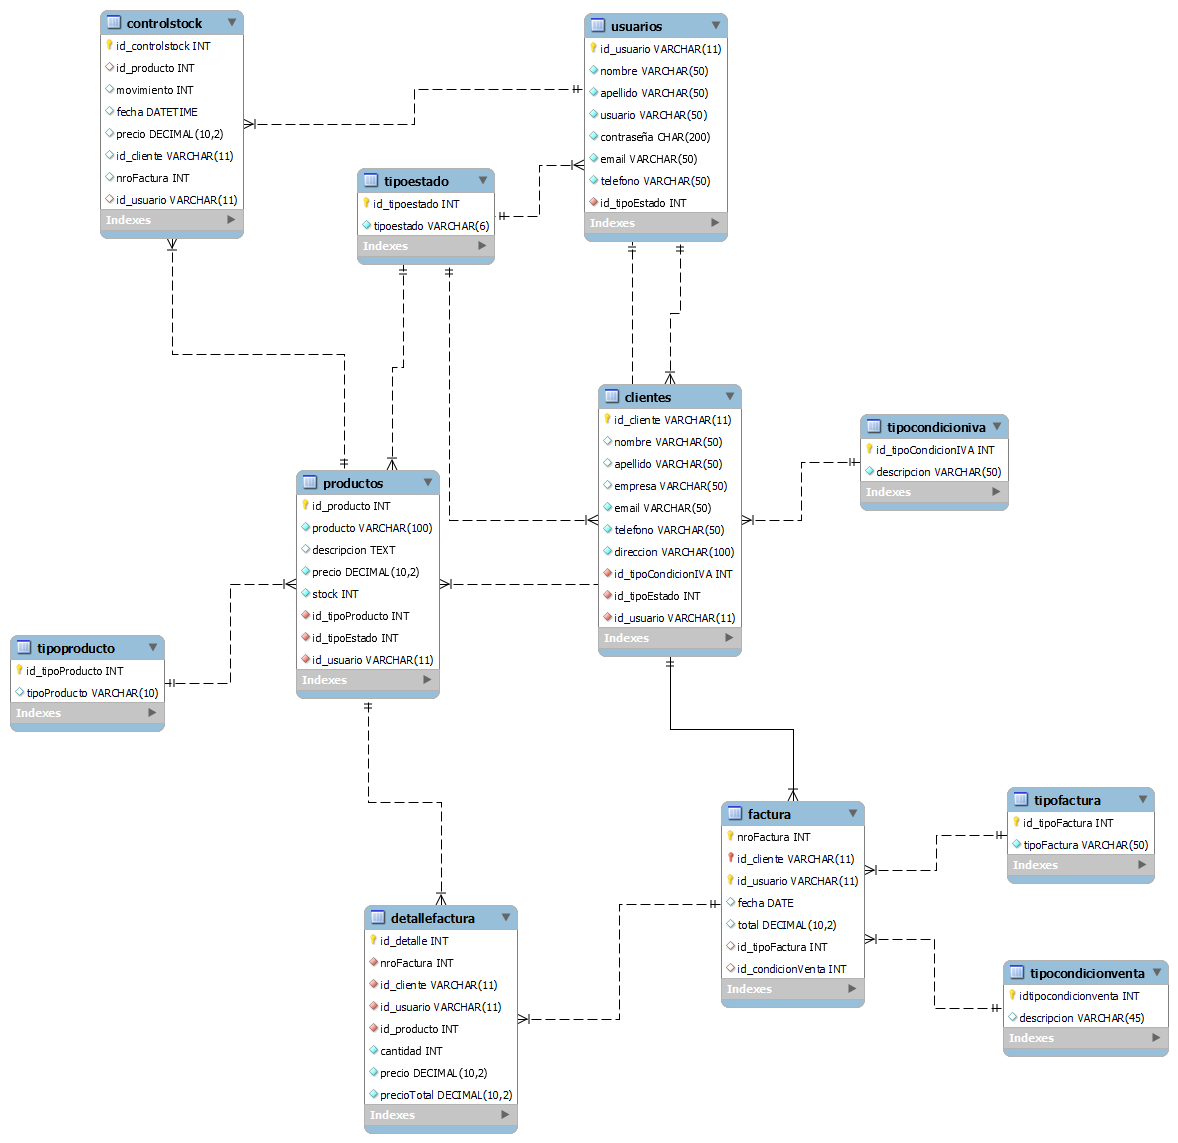 controlstock
id_controlstock INT
id_producto INT
movimiento INT
fecha DATETIME
precio DECIMAL(10,2)
id_cliente VARCHAR(11)
nroFactura INT
id_usuario VARCHAR(11)
Indexes
usuarios
id_usuario VARCHAR(11)
nombre VARCHAR(50)
apellido VARCHAR(50)
usuario VARCHAR(50)
contraseña CHAR(200)
email VARCHAR(50)
telefono VARCHAR(50)
id_tipoEstado INT
Indexes
tipoestado
id_tipoestado INT
tipoestado VARCHAR(6)
Indexes
clientes
id_cliente VARCHAR(11)
nombre VARCHAR(50)
apellido VARCHAR(50)
empresa VARCHAR(50)
email VARCHAR(50)
telefono VARCHAR(50)
direccion VARCHAR(100)
id_tipoCondicionIVA INT
id_tipoEstado INT
id_usuario VARCHAR(11)
Indexes
tipocondicioniva
id_tipoCondicionIVA INT
descripcion VARCHAR(50)
Indexes
productos
id_producto INT
producto VARCHAR(100)
descripcion TEXT
precio DECIMAL(10,2)
stock INT
id_tipoProducto INT
id_tipoEstado INT
id_usuario VARCHAR(11)
Indexes
tipoproducto
id_tipoProducto INT
tipoProducto VARCHAR(10)
Indexes
factura
nroFactura INT
id_cliente VARCHAR(11)
id_usuario VARCHAR(11)
fecha DATE
total DECIMAL(10,2)
id_tipoFactura INT
id_condicionVenta INT
Indexes
tipofactura
id_tipoFactura INT
tipoFactura VARCHAR(50)
Indexes
detallefactura
id_detalle INT
nroFactura INT
id_cliente VARCHAR(11)
id_usuario VARCHAR(11)
id_producto INT
cantidad INT
precio DECIMAL(10,2)
precioTotal DECIMAL(10,2)
Indexes
tipocondicionventa
idtipocondicionventa INT
descripcion VARCHAR(45)
Indexes